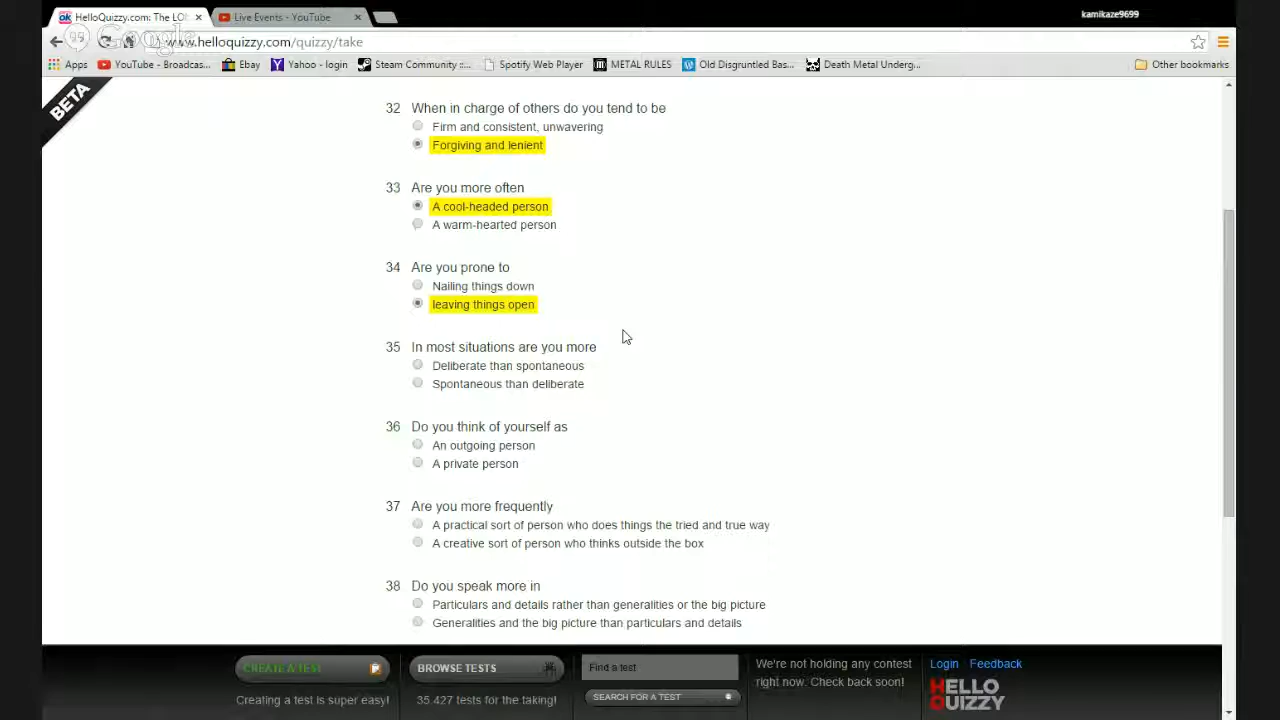 HelloQuizzy.com: The LO
Live Events - YouTube
kamikaze9699
Google
www.helloquizzy.com/quizzy/take
Apps
YouTube - Broadcas...
Ebay
Yahoo - login
Steam Community ::...
Spotify Web Player
METAL RULES
Old Disgruntled Bas...
Death Metal Underg...
Other bookmarks
BETA
32 When in charge of others do you tend to be
Firm and consistent, unwavering
Forgiving and lenient
33 Are you more often
A cool-headed person
A warm-hearted person
34 Are you prone to
Nailing things down
leaving things open
35 In most situations are you more
Deliberate than spontaneous
Spontaneous than deliberate
36 Do you think of yourself as
An outgoing person
A private person
37 Are you more frequently
A practical sort of person who does things the tried and true way
A creative sort of person who thinks outside the box
38 Do you speak more in
Particulars and details rather than generalities or the big picture
Generalities and the big picture than particulars and details
CREATE A TEST
Creating a test is super easy!
BROWSE TESTS
35,427 tests for the taking!
Find a test
SEARCH FOR A TEST
We're not holding any contest
right now. Check back soon!
Login Feedback
HELLO
QUIZZY